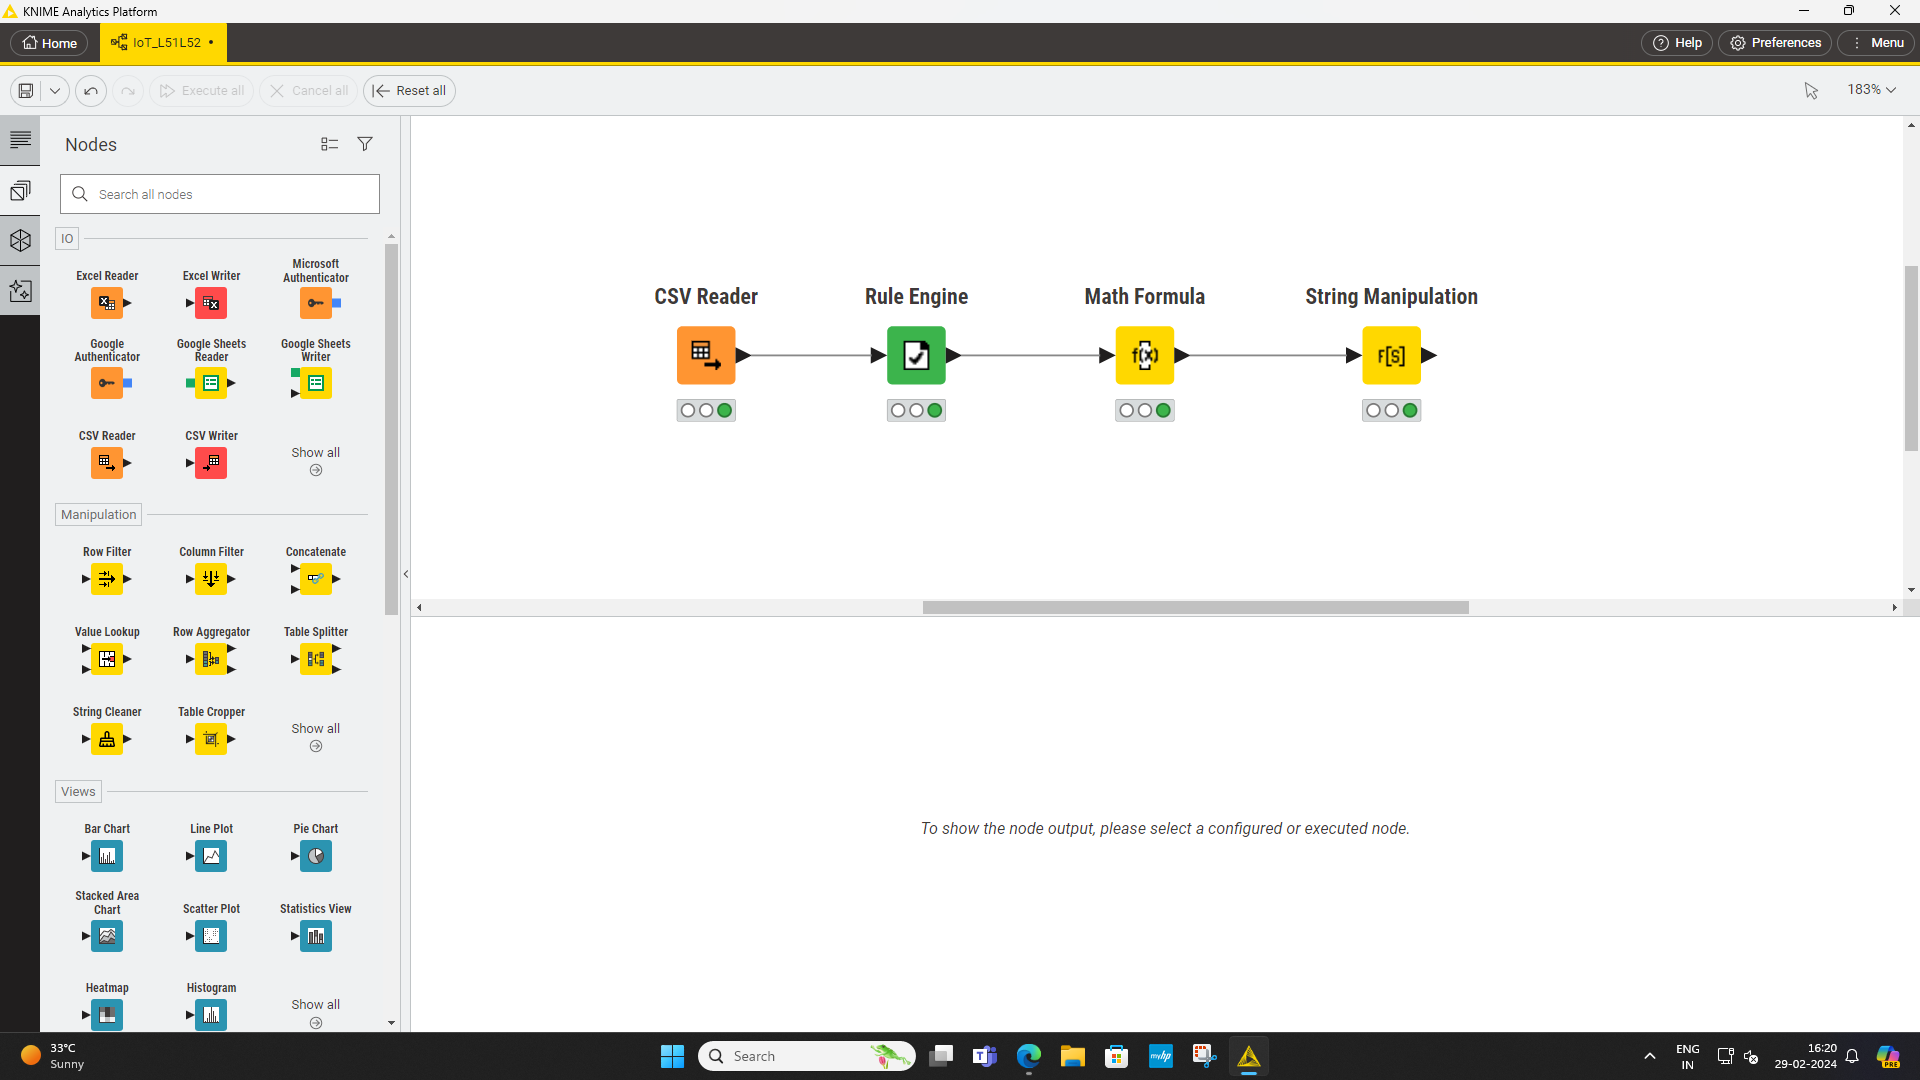 KNIME Analytics Platform
Home
IoT_L51L52 •
Help
Preferences
Menu
Execute all
Cancel all
Reset all
183%
Nodes
Search all nodes
IO
Excel Reader
Excel Writer
Microsoft
Authenticator
Google
Authenticator
Google Sheets
Reader
Google Sheets
Writer
CSV Reader
CSV Writer
Show all
Manipulation
Row Filter
Column Filter
Concatenate
Value Lookup
Row Aggregator
Table Splitter
String Cleaner
Table Cropper
Show all
Views
Bar Chart
Line Plot
Pie Chart
Stacked Area
Chart
Scatter Plot
Statistics View
Heatmap
Histogram
Show all
CSV Reader
Rule Engine
Math Formula
String Manipulation
f(x)
F[S]
To show the node output, please select a configured or executed node.
33°C
Sunny
Search
myhp
ENG
IN
16:20
29-02-2024
PRE